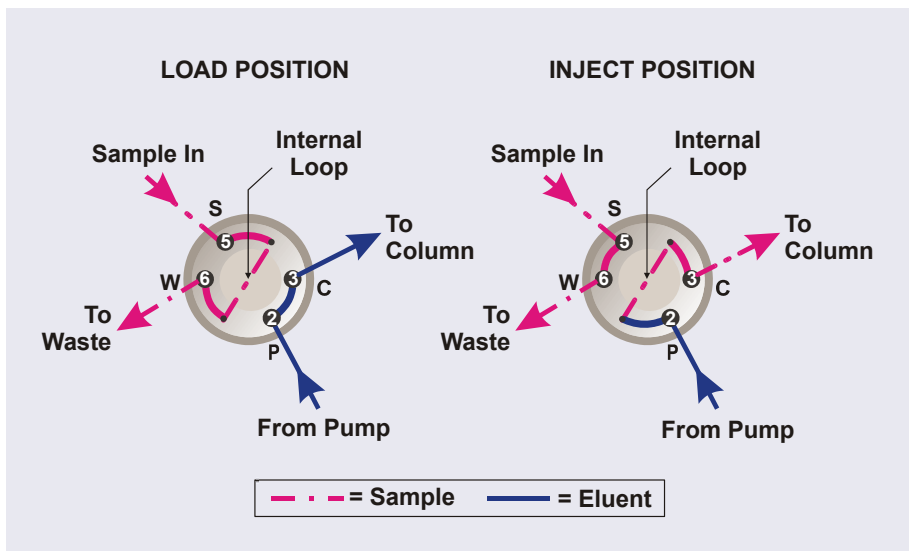 LOAD POSITION
INJECT POSITION
Internal
Loop
Sample In
S
5
To
Column
W
6
3
C
To
Waste
2
P
From Pump
Internal
Loop
Sample In
S
5
To
Column
W
6
3
C
To
Waste
2
P
From Pump
= Sample
= Eluent